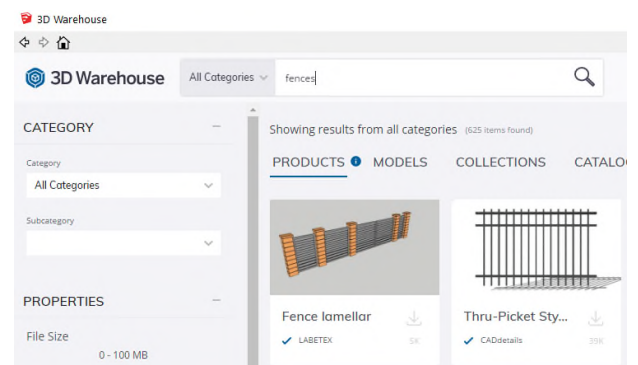 3D Warehouse
3D Warehouse
All Categories
fences
CATEGORY
Category
All Categories
Subcategory
PROPERTIES
File Size
0 - 100 MB
Showing results from all categories (625 items found)
PRODUCTS MODELS COLLECTIONS CATALO
Fence lamellar
LABETEX
5K
Thru-Picket Sty...
CADdetails
39K